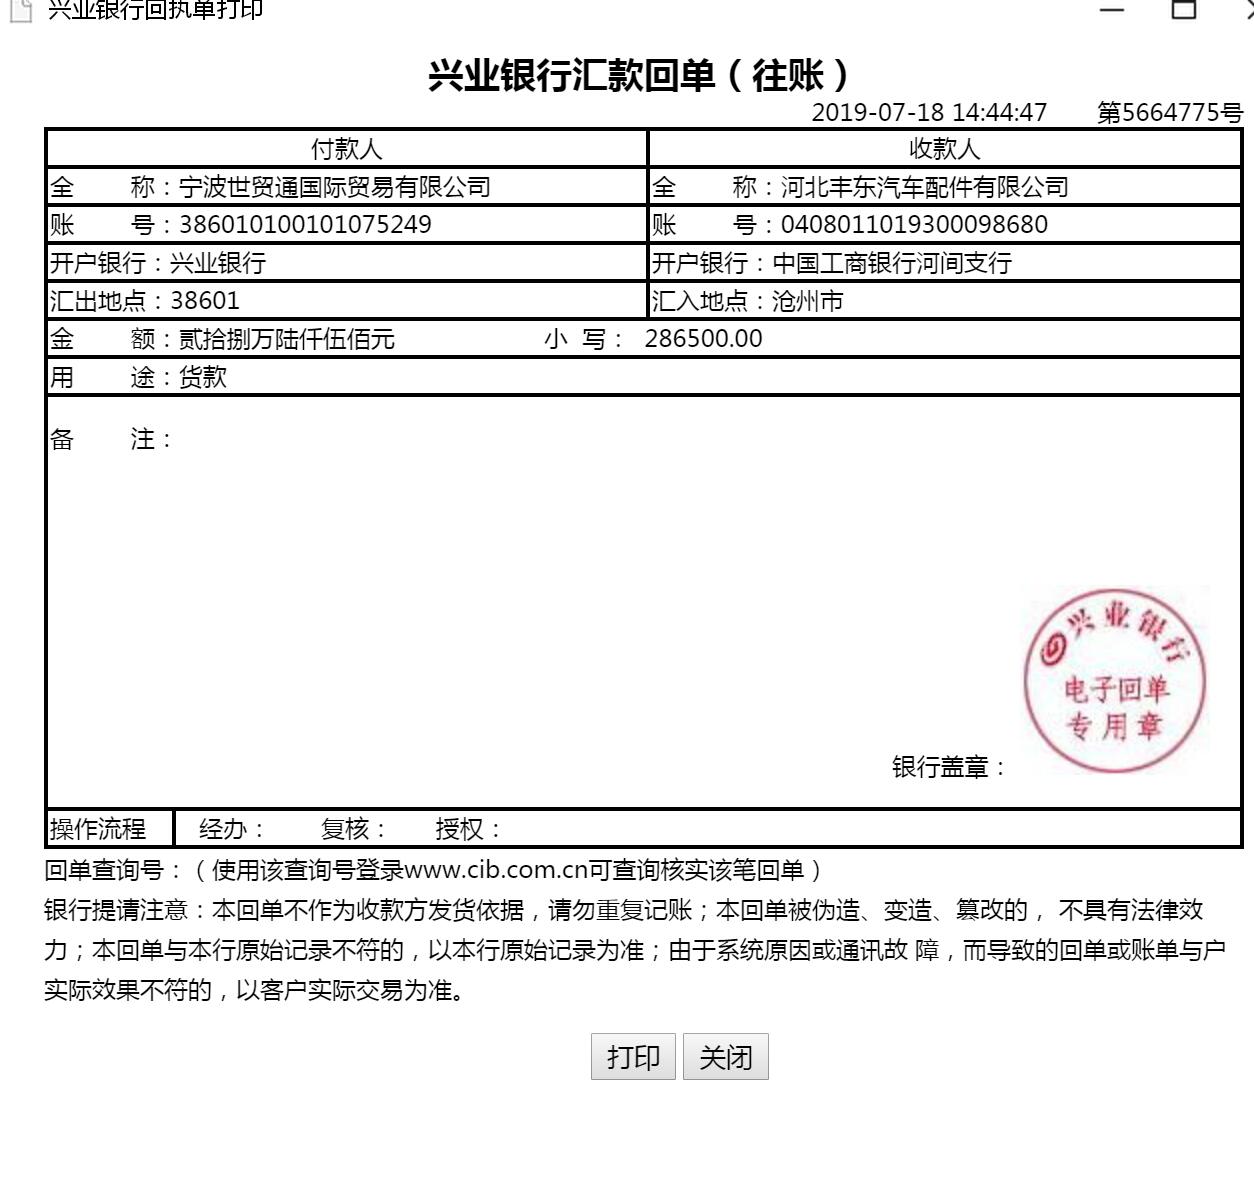 兴业银行回执单打印
兴业银行汇款回单（往账）
2019-07-18 14:44:47 第5664775号
付款人 收款人
全 称：宁波世贸通国际贸易有限公司 全 称：河北丰东汽车配件有限公司
账 号：386010100101075249 账 号：0408011019300098680
开户银行：兴业银行 开户银行：中国工商银行河间支行
汇出地点：38601 汇入地点：沧州市
金 额：贰拾捌万陆仟伍佰元 小 写： 286500.00
用 途：货款
备 注：
兴业银行
电子回单
专用章
银行盖章：
操作流程 经办： 复核： 授权：
回单查询号：（使用该查询号登录www.cib.com.cn可查询核实该笔回单）
银行提请注意：本回单不作为收款方发货依据，请勿重复记账；本回单被伪造、变造、篡改的， 不具有法律效
力；本回单与本行原始记录不符的，以本行原始记录为准；由于系统原因或通讯故 障，而导致的回单或账单与户
实际效果不符的，以客户实际交易为准。
打印 关闭